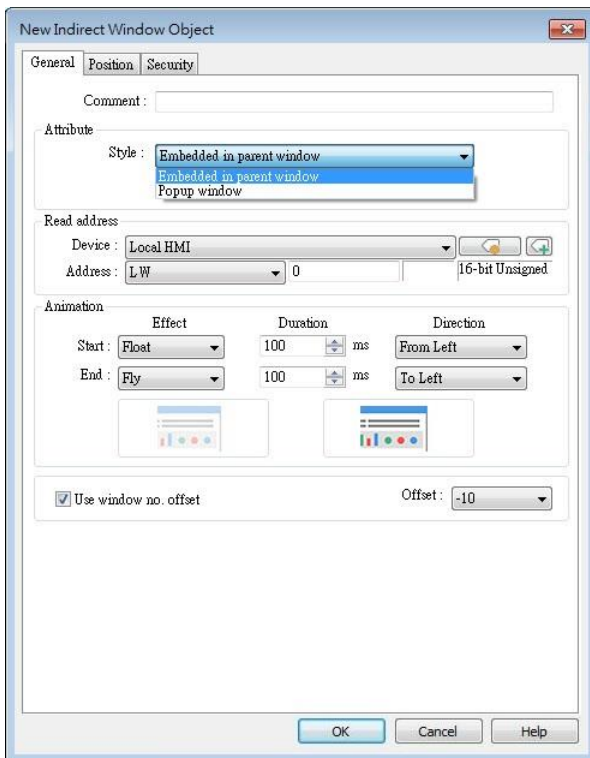 New Indirect Window Object
General Position Security
Comment :
Attribute
Style : Embedded in parent window
Embedded in parent window
Popup window
Read address
Device : Local HMI
Address : LW 0 16-bit Unsigned
Animation
Effect Duration Direction
Start : Float 100 ms From Left
End : Fly 100 ms To Left
Use window no. offset Offset : -10
OK Cancel Help